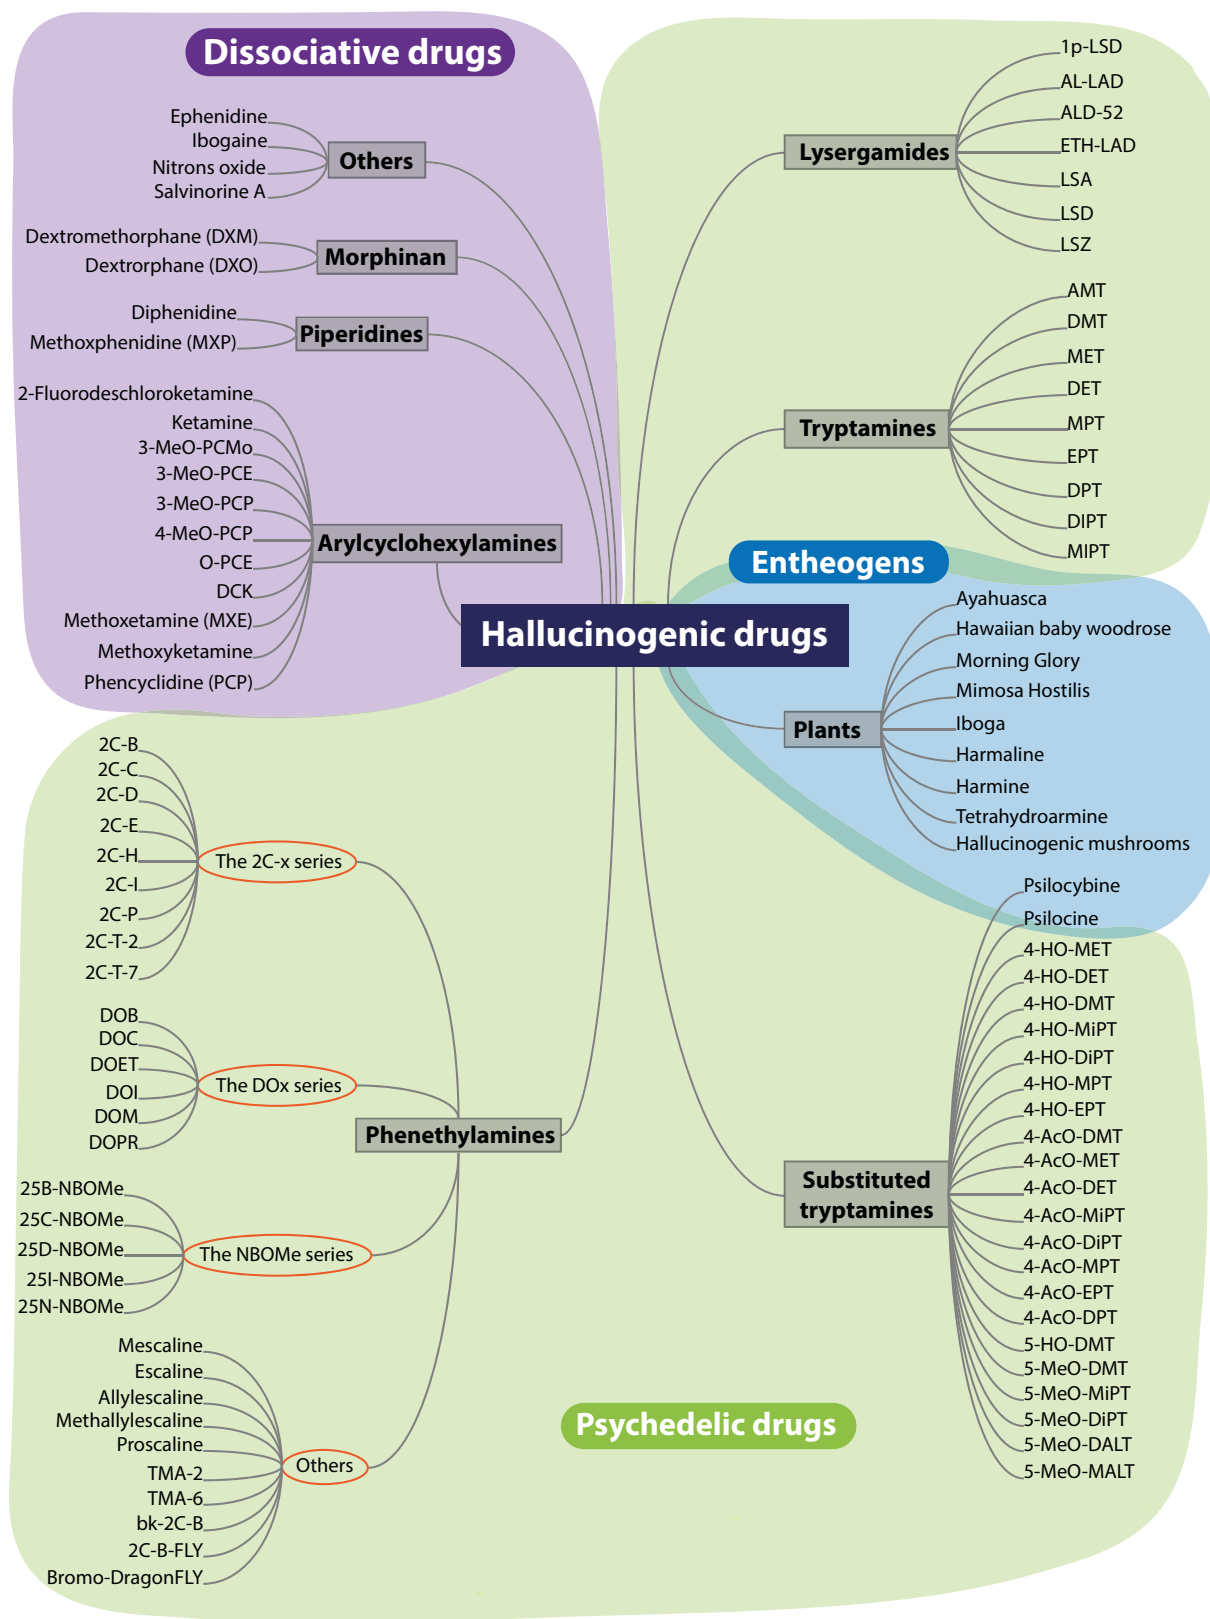 Dissociative drugs
Ephenidine
Ibogaine
Nitrons oxide
Salvinorine A
Others
Dextromethorphane (DXM)
Dextrorphane (DXO)
Morphinan
Diphenidine
Methoxphenidine (MXP)
Piperidines
2-Fluorodeschloroketamine
Ketamine
3-MeO-PCMo
3-MeO-PCE
3-MeO-PCP
4-MeO-PCP
O-PCE
DCK
Methoxetamine (MXE)
Methoxyketamine
Phencyclidine (PCP)
Arylcyclohexylamines
Hallucinogenic drugs
Lysergamides
1p-LSD
AL-LAD
ALD-52
ETH-LAD
LSA
LSD
LSZ
Tryptamines
AMT
DMT
MET
DET
MPT
EPT
DPT
DIPT
MIPT
Entheogens
Plants
Ayahuasca
Hawaiian baby woodrose
Morning Glory
Mimosa Hostilis
Iboga
Harmaline
Harmine
Tetrahydroarmine
Hallucinogenic mushrooms
2C-B
2C-C
2C-D
2C-E
2C-H
2C-I
2C-P
2C-T-2
2C-T-7
The 2C-x series
DOB
DOC
DOET
DOI
DOM
DOPR
The DOx series
Phenethylamines
25B-NBOMe
25C-NBOMe
25D-NBOMe
25I-NBOMe
25N-NBOMe
The NBOMe series
Mescaline
Escaline
Allylescaline
Methallylescaline
Proscaline
TMA-2
TMA-6
bk-2C-B
2C-B-FLY
Bromo-DragonFLY
Others
Psychedelic drugs
Substituted
tryptamines
Psilocybine
Psilocine
4-HO-MET
4-HO-DET
4-HO-DMT
4-HO-MiPT
4-HO-DiPT
4-HO-MPT
4-HO-EPT
4-AcO-DMT
4-AcO-MET
4-AcO-DET
4-AcO-MiPT
4-AcO-DiPT
4-AcO-MPT
4-AcO-EPT
4-AcO-DPT
5-HO-DMT
5-MeO-DMT
5-MeO-MiPT
5-MeO-DiPT
5-MeO-DALT
5-MeO-MALT